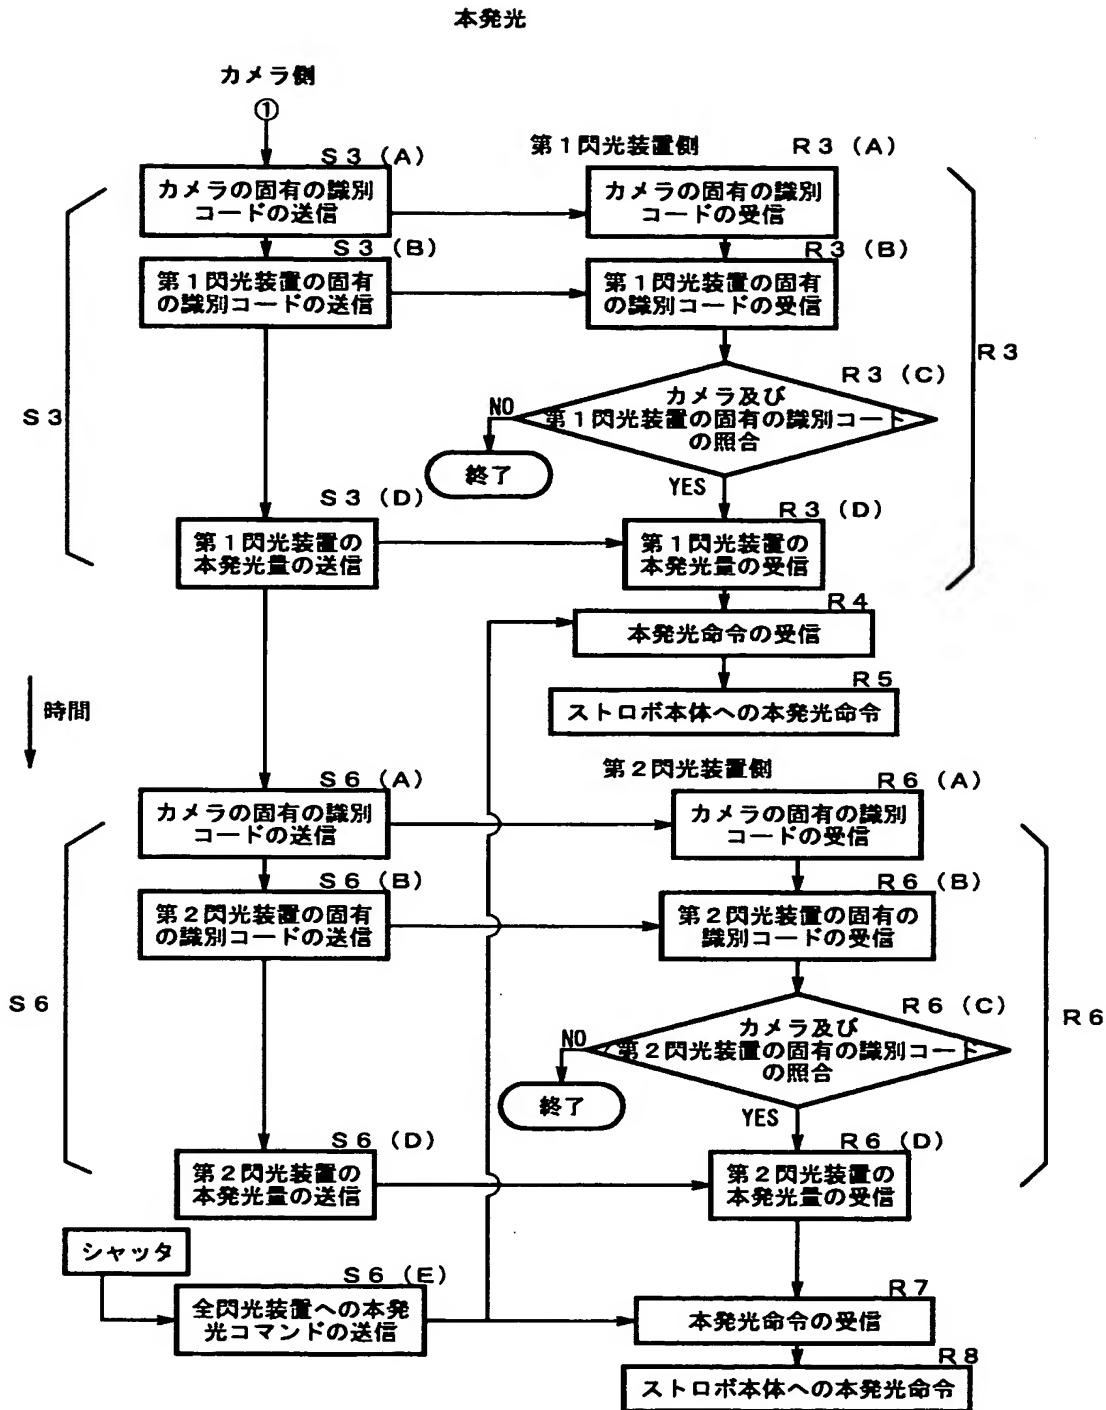 本発光
カメラ側
①
S3 (A)
カメラの固有の識別
コードの送信
第1閃光装置側
R3 (A)
カメラの固有の識別
コードの受信
S3 (B)
第1閃光装置の固有
の識別コードの送信
R3 (B)
第1閃光装置の固有
の識別コードの受信
S3
R3
R3 (C)
カメラ及び
第1閃光装置の固有の識別コード
の照合
NO
終了
YES
S3 (D)
第1閃光装置の
本発光量の送信
R3 (D)
第1閃光装置の
本発光量の受信
R4
本発光命令の受信
R5
ストロボ本体への本発光命令
時間
第2閃光装置側
S6 (A)
カメラの固有の識別
コードの送信
R6 (A)
カメラの固有の識別
コードの受信
S6 (B)
第2閃光装置の固有
の識別コードの送信
R6 (B)
第2閃光装置の固有の
識別コードの受信
S6
R6
R6 (C)
カメラ及び
第2閃光装置の固有の識別コード
の照合
NO
終了
YES
S6 (D)
第2閃光装置の
本発光量の送信
R6 (D)
第2閃光装置の
本発光量の受信
シャッタ
S6 (E)
全閃光装置への本発
光コマンドの送信
R7
本発光命令の受信
R8
ストロボ本体への本発光命令